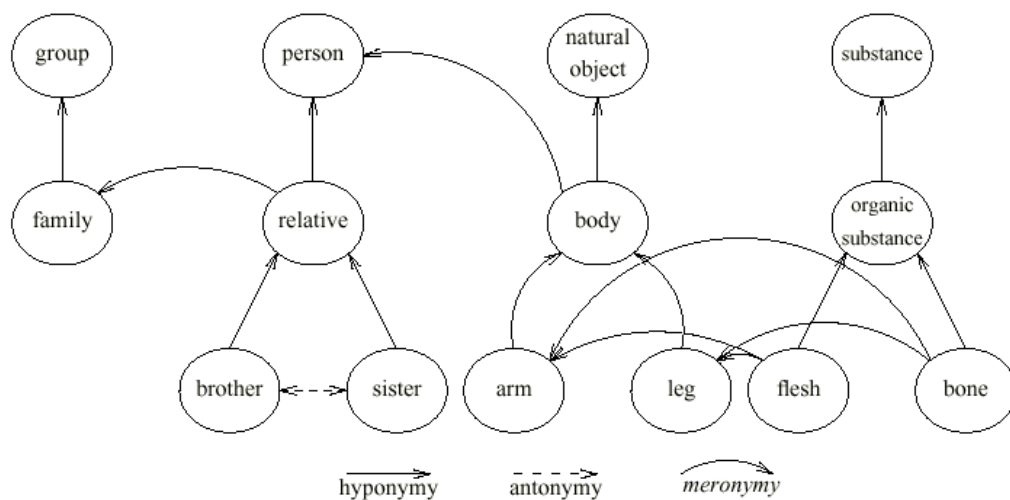 group
person
natural
object
substance
family
relative
body
organic
substance
brother
sister
arm
leg
flesh
bone
hyponymy
antonymy
meronymy